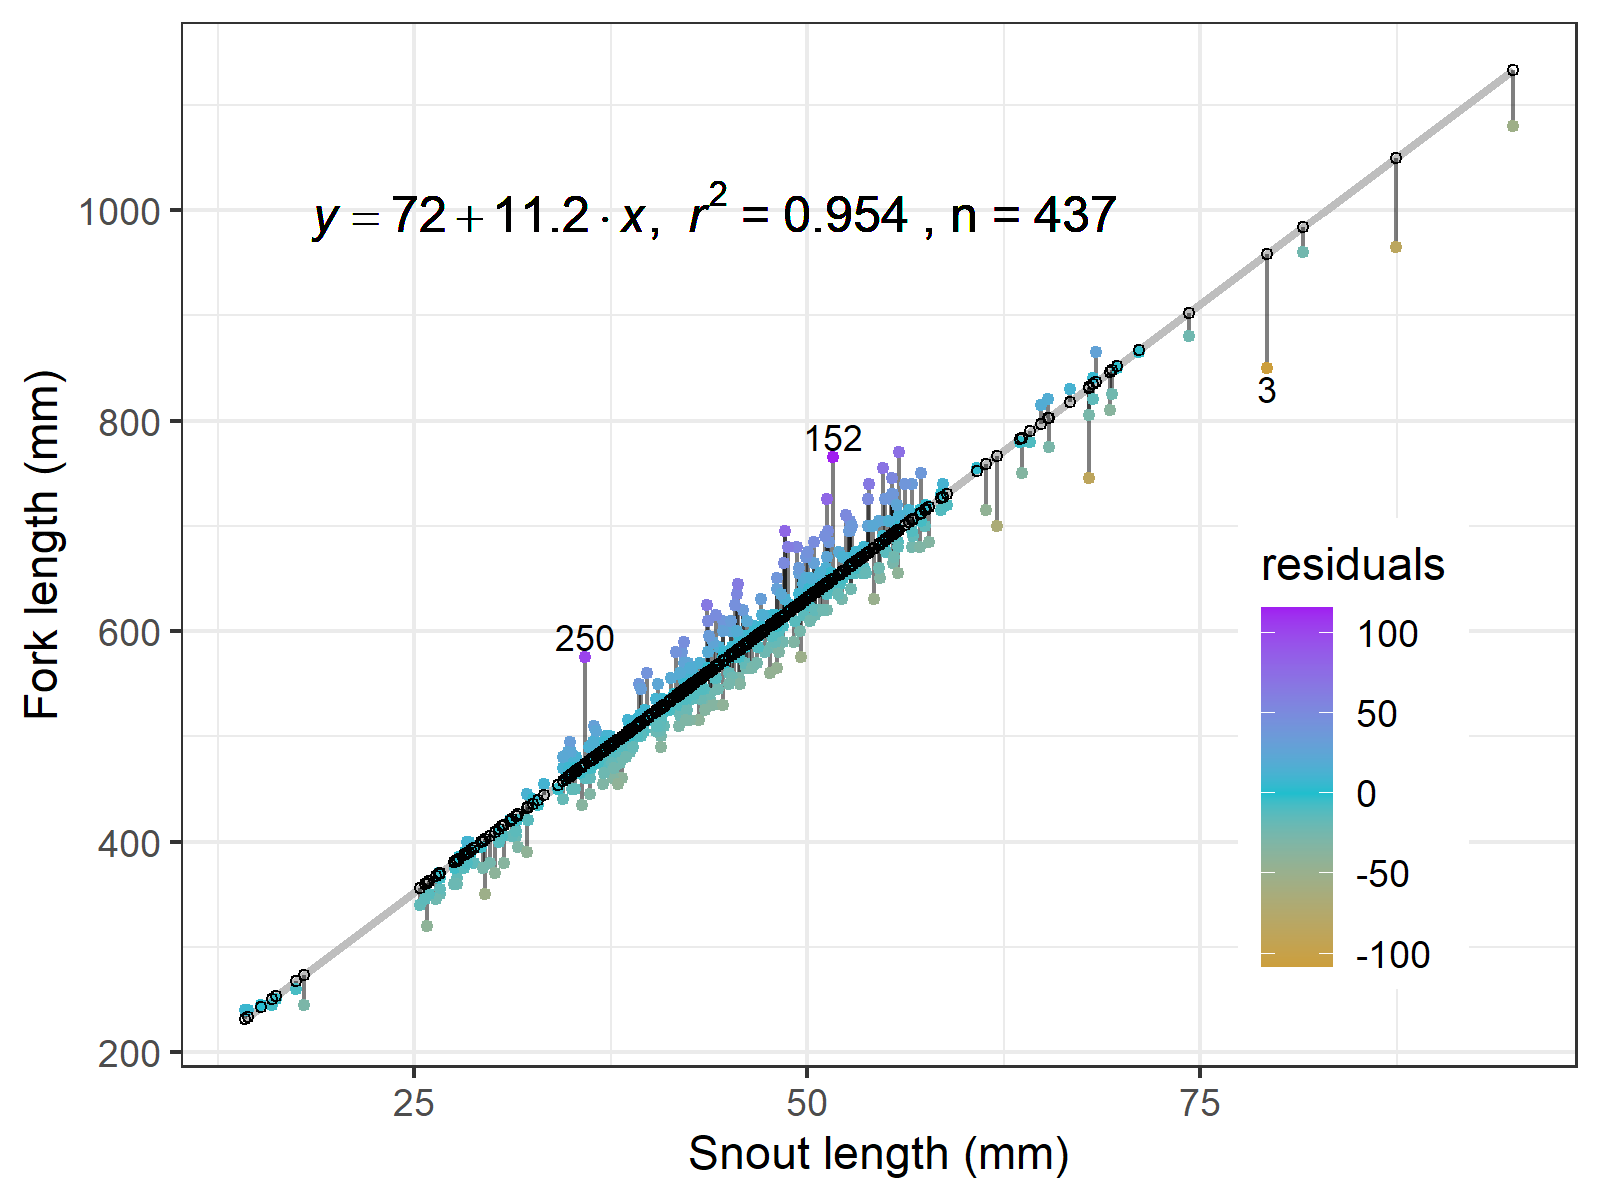 y = 72 + 11.2 · x,  r² = 0.954 , n = 437
1000
800
600
400
200
Fork length (mm)
3
152
250
residuals
100
50
0
-50
-100
25 50 75
Snout length (mm)